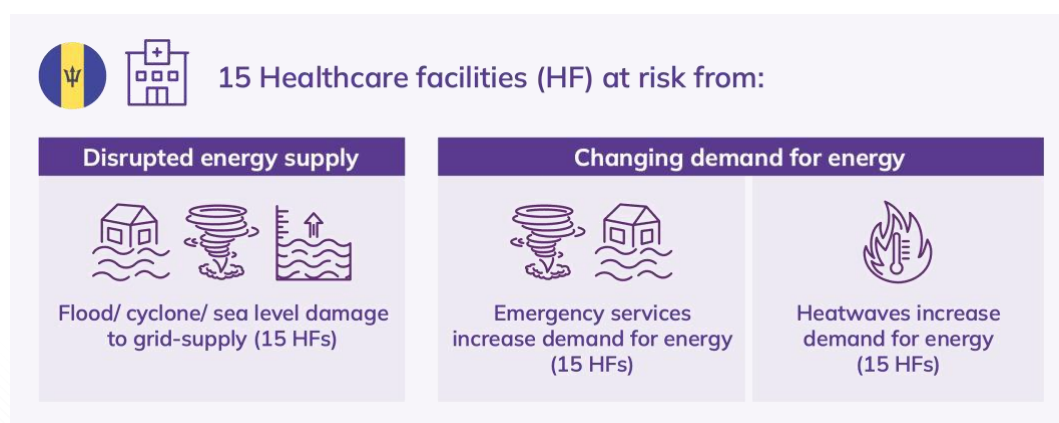 15 Healthcare facilities (HF) at risk from:
Disrupted energy supply
Flood/ cyclone/ sea level damage
to grid-supply (15 HFs)
Changing demand for energy
Emergency services
increase demand for energy
(15 HFs)
Heatwaves increase
demand for energy
(15 HFs)